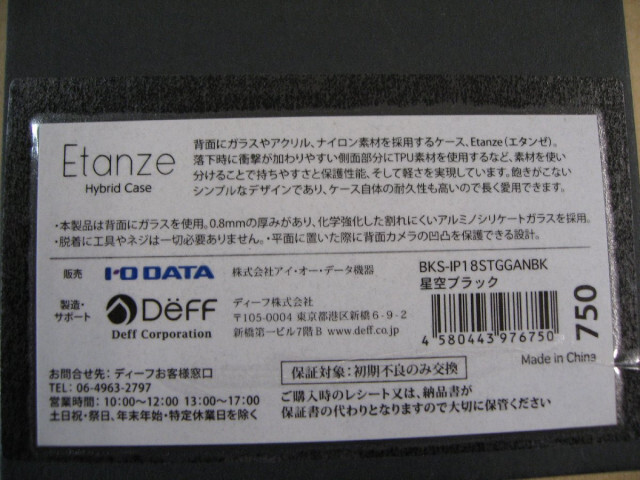 Etanze
Hybrid Case
背面にガラスやアクリル、ナイロン素材を採用するケース、Etanze(エタンゼ)。
落下時に衝撃が加わりやすい側面部分にTPU素材を使用するなど、素材を使い
分けることで持ちやすさと保護性能、そして軽さを実現しています。飽きがこない
シンプルなデザインであり、ケース自体の耐久性も高いので長く愛用できます。
・本製品は背面にガラスを使用。0.8mmの厚みがあり、化学強化した割れにくいアルミノシリケートガラスを採用。
・脱着に工具やネジは一切必要ありません。・平面に置いた際に背面カメラの凹凸を保護できる設計。
販売 I-O DATA 株式会社アイ・オー・データ機器
製造・サポート DëFF Deff Corporation
ディーフ株式会社
〒105-0004 東京都港区新橋6-9-2
新橋第一ビル7階B www.deff.co.jp
BKS-IP18STGGANBK
星空ブラック
4 580443 976750
750
Made in China
お問合せ先：ディーフお客様窓口
TEL: 06-4963-2797
営業時間：10:00～12:00 13:00～17:00
土日祝・祭日、年末年始・特定休業日を除く
保証対象：初期不良のみ交換
ご購入時のレシート又は、納品書が
保証書の代わりとなりますので大切に保管ください